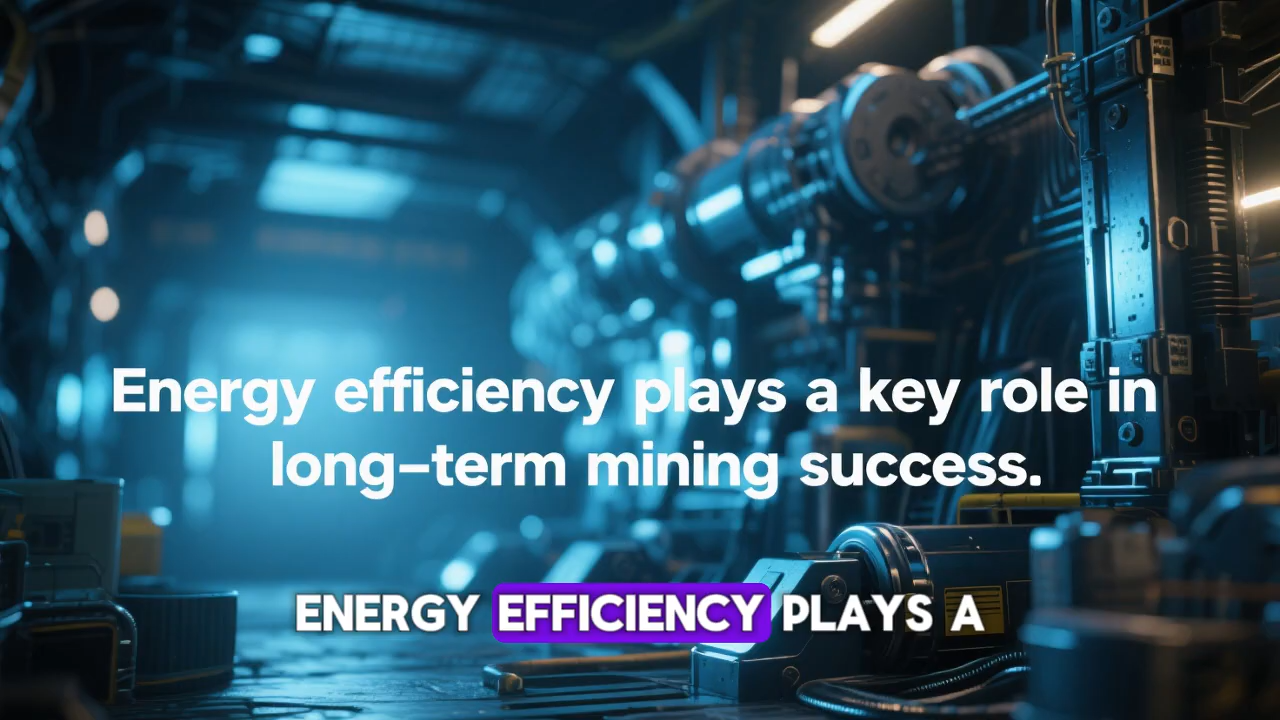 Energy efficiency plays a key role in
long-term mining success.
ENERGY EFFICIENCY PLAYS A